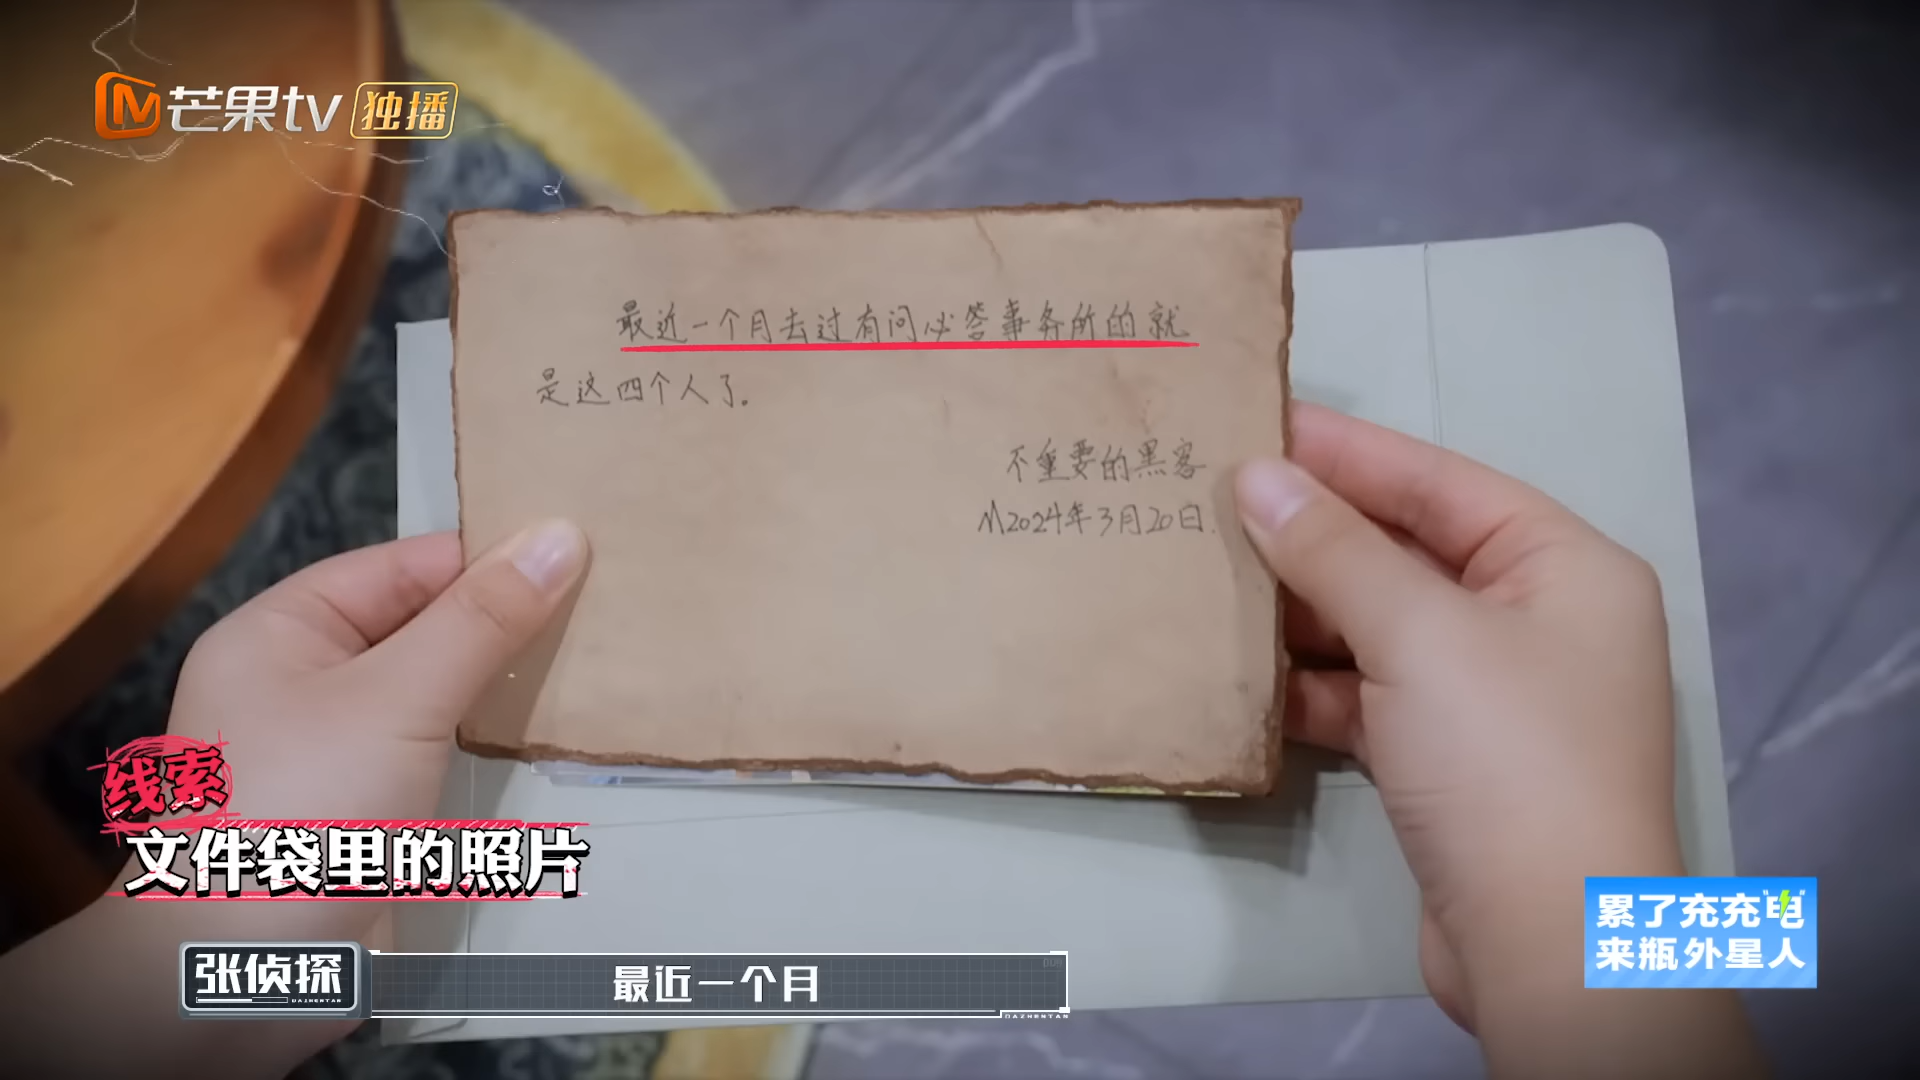 芒果tv 独播
最近一个月去过有问必答事务所的就
是这四个人了。
不重要的黑客
M2024年3月20日.
线索
文件袋里的照片
张侦探
DAZHENTAN
最近一个月
DAZHENTAN
累了充充"电"
来瓶外星人